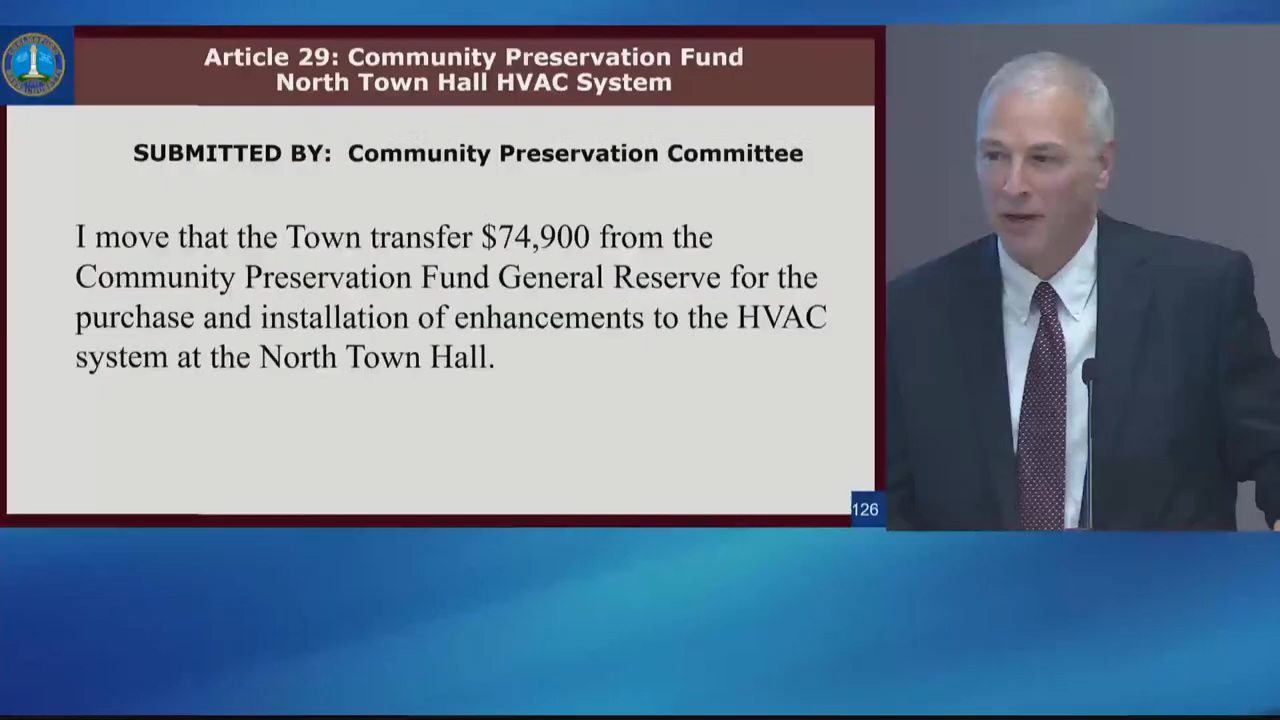 Article 29: Community Preservation Fund
North Town Hall HVAC System
SUBMITTED BY: Community Preservation Committee
I move that the Town transfer $74,900 from the
Community Preservation Fund General Reserve for the
purchase and installation of enhancements to the HVAC
system at the North Town Hall.
126